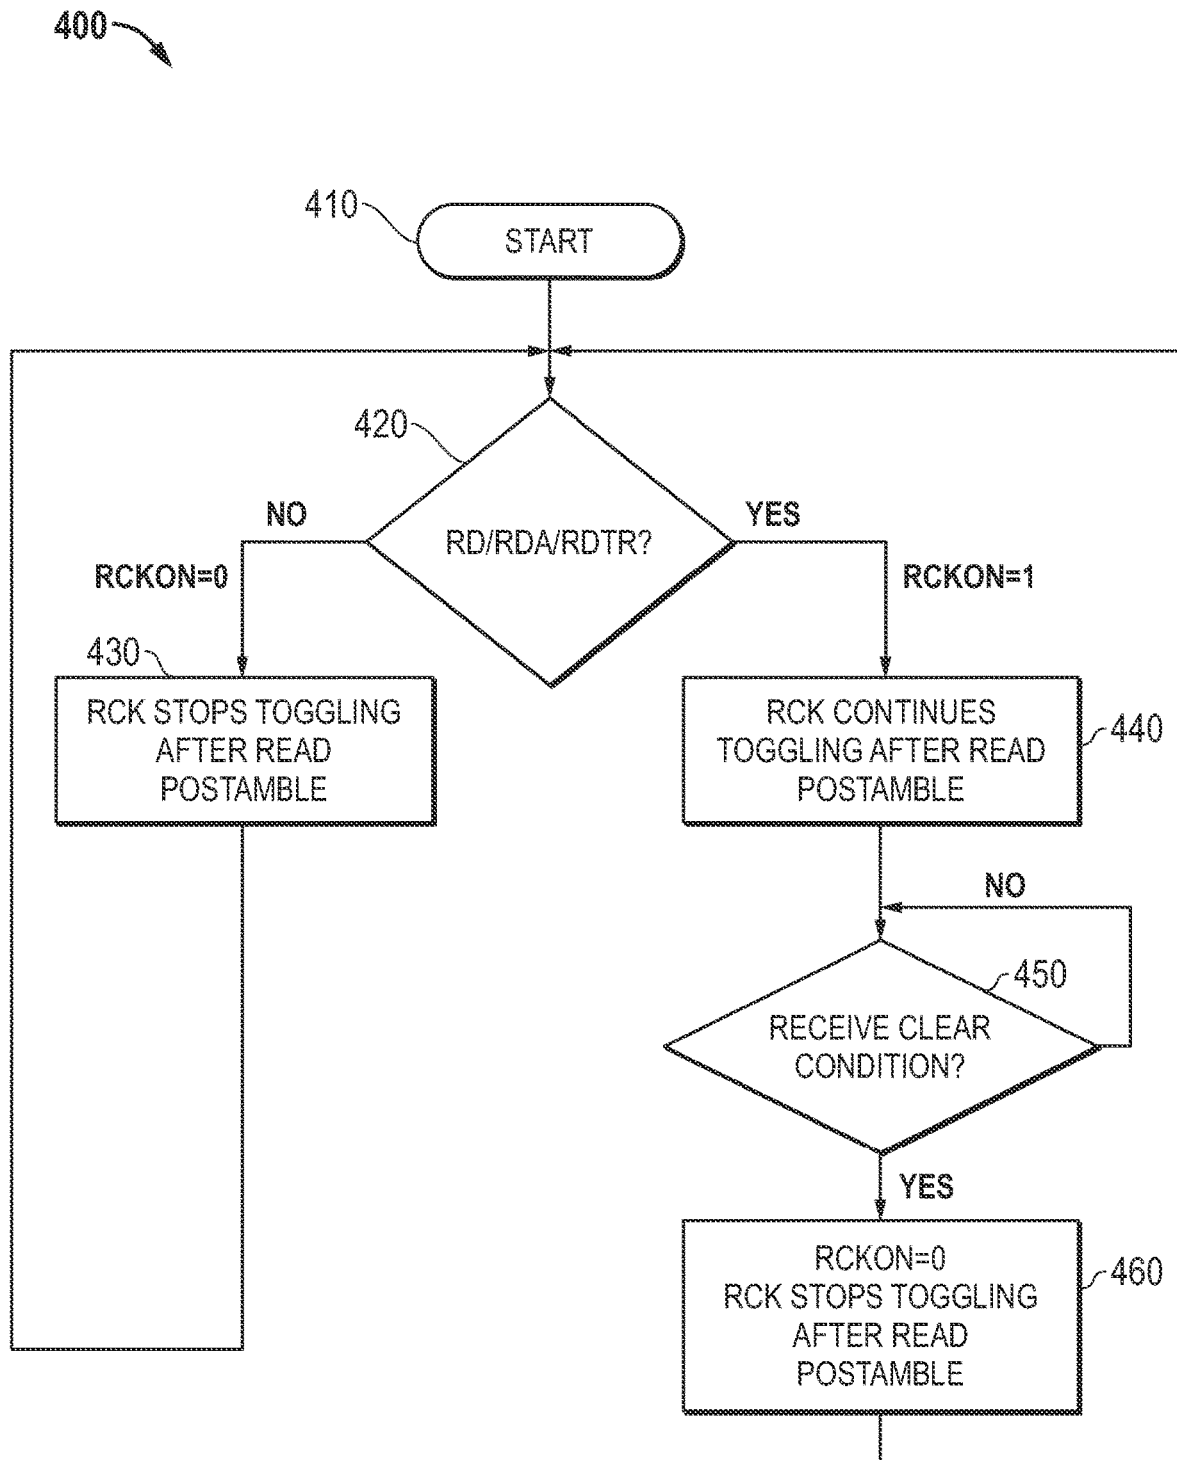 400
410
START
420
NO
YES
RD/RDA/RDTR?
RCKON=0
RCKON=1
430
RCK STOPS TOGGLING
AFTER READ
POSTAMBLE
RCK CONTINUES
TOGGLING AFTER READ
POSTAMBLE
440
NO
450
RECEIVE CLEAR
CONDITION?
YES
RCKON=0
RCK STOPS TOGGLING
AFTER READ
POSTAMBLE
460